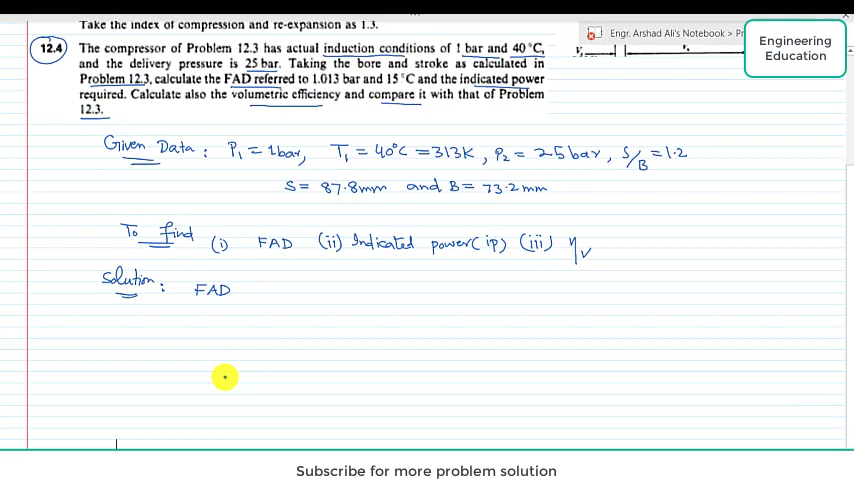 Take the index of compression and re-expansion as 1.3.
Engr. Arshad Ali's Notebook > Pr
Engineering
Education
12.4 The compressor of Problem 12.3 has actual induction conditions of 1 bar and 40 °C,
and the delivery pressure is 25 bar. Taking the bore and stroke as calculated in
Problem 12.3, calculate the FAD referred to 1.013 bar and 15 °C and the indicated power
required. Calculate also the volumetric efficiency and compare it with that of Problem
12.3.
Given Data : P₁ = 1bar, T₁ = 40°C = 313K, P₂ = 25bar, S/B = 1.2
S = 87.8mm and B = 73.2mm
To find (i) FAD (ii) Indicated power(ip) (iii) ηv
Solution: FAD
Subscribe for more problem solution